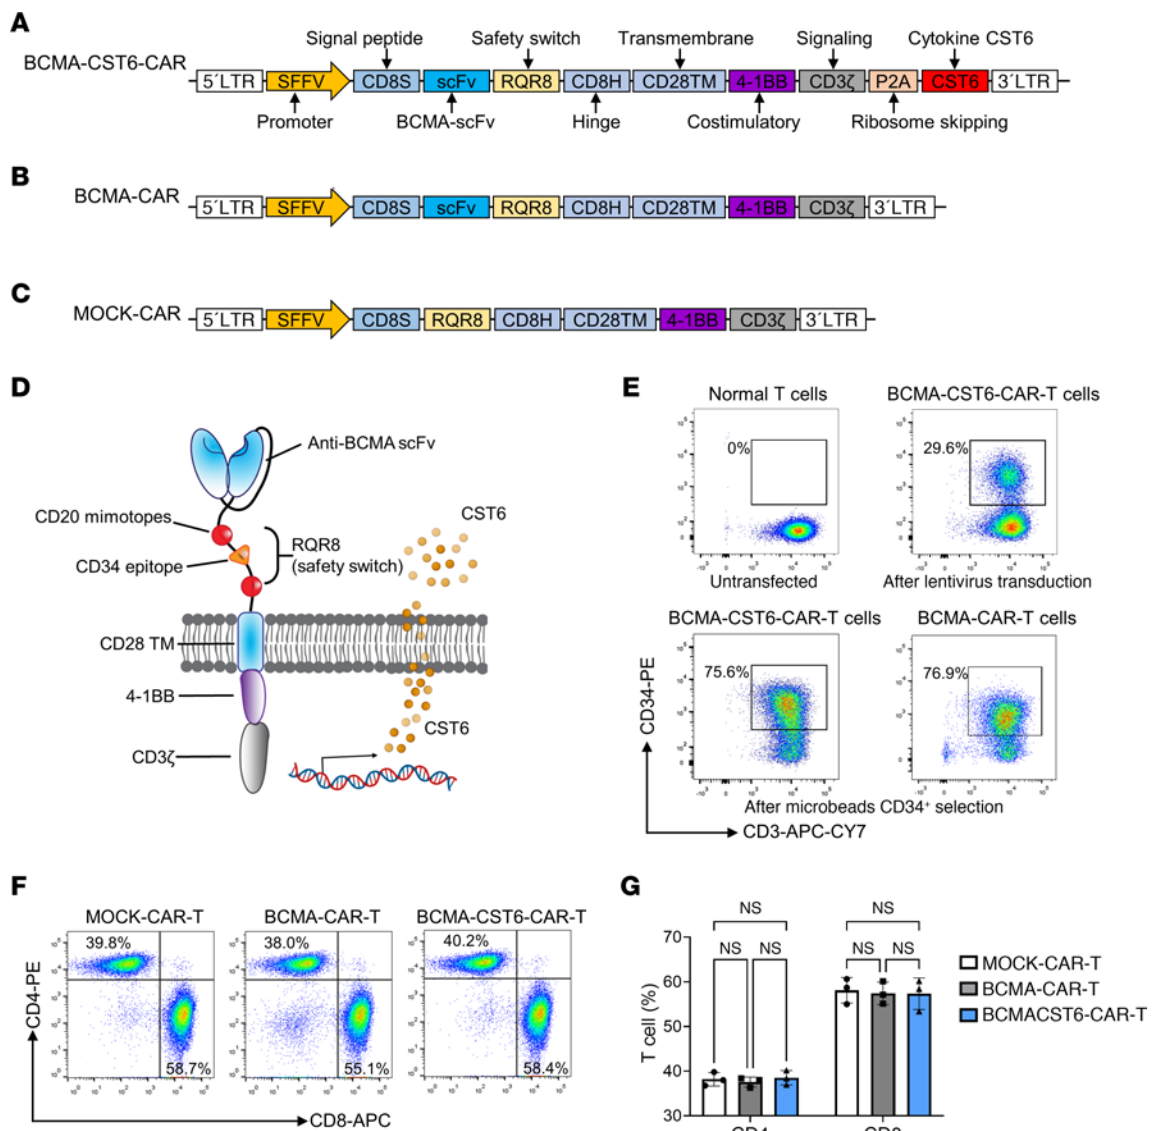 A
Signal peptide Safety switch Transmembrane Signaling Cytokine CST6
BCMA-CST6-CAR 5´LTR SFFV CD8S scFv RQR8 CD8H CD28TM 4-1BB CD3ζ P2A CST6 3´LTR
Promoter BCMA-scFv Hinge Costimulatory Ribosome skipping
B
BCMA-CAR 5´LTR SFFV CD8S scFv RQR8 CD8H CD28TM 4-1BB CD3ζ 3´LTR
C
MOCK-CAR 5´LTR SFFV CD8S RQR8 CD8H CD28TM 4-1BB CD3ζ 3´LTR
D
Anti-BCMA scFv
CD20 mimotopes
CD34 epitope
RQR8
(safety switch)
CST6
CD28 TM
4-1BB
CST6
CD3ζ
E
Normal T cells BCMA-CST6-CAR-T cells
0% 29.6%
Untransfected After lentivirus transduction
BCMA-CST6-CAR-T cells BCMA-CAR-T cells
75.6% 76.9%
CD34-PE
After microbeads CD34⁺ selection
CD3-APC-CY7
F
MOCK-CAR-T BCMA-CAR-T BCMA-CST6-CAR-T
39.8% 38.0% 40.2%
CD4-PE
58.7% 55.1% 58.4%
CD8-APC
G
NS NS
NS NS NS NS
70
60
50
40
30
T cell (%)
MOCK-CAR-T
BCMA-CAR-T
BCMACST6-CAR-T